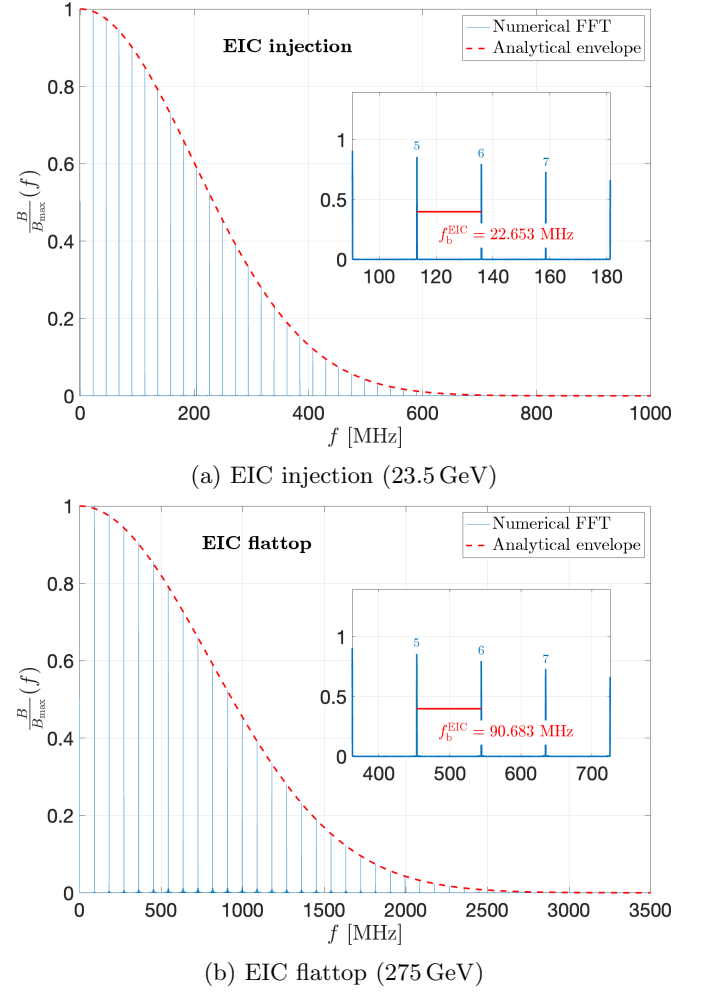 EIC injection
Numerical FFT
Analytical envelope
1
0.8
0.6
0.4
0.2
0
B/B_max (f)
1
0.5
0
5
6
7
f_b^EIC = 22.653 MHz
100 120 140 160 180
0 200 400 600 800 1000
f [MHz]
(a) EIC injection (23.5 GeV)
EIC flattop
Numerical FFT
Analytical envelope
1
0.8
0.6
0.4
0.2
0
B/B_max (f)
1
0.5
0
5
6
7
f_b^EIC = 90.683 MHz
400 500 600 700
0 500 1000 1500 2000 2500 3000 3500
f [MHz]
(b) EIC flattop (275 GeV)